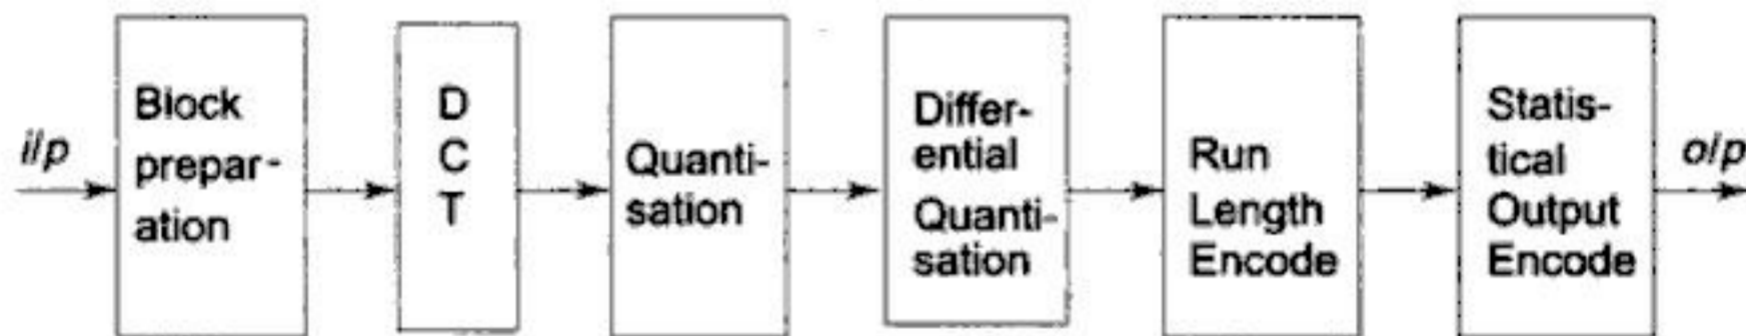 i/p
Block
prepar-
ation
D
C
T
Quanti-
sation
Differ-
ential
Quanti-
sation
Run
Length
Encode
Statis-
tical
Output
Encode
o/p